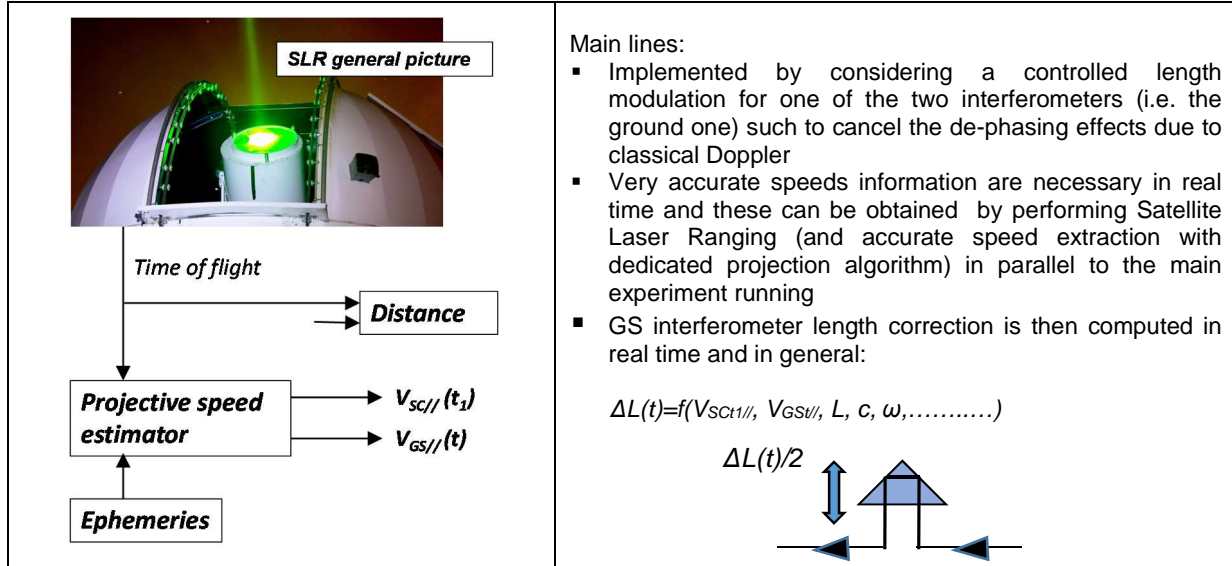 SLR general picture
Time of flight
Distance
Projective speed
estimator
V_SC// (t₁)
V_GS// (t)
Ephemeries
Main lines:
▪ Implemented by considering a controlled length
modulation for one of the two interferometers (i.e. the
ground one) such to cancel the de-phasing effects due to
classical Doppler
▪ Very accurate speeds information are necessary in real
time and these can be obtained by performing Satellite
Laser Ranging (and accurate speed extraction with
dedicated projection algorithm) in parallel to the main
experiment running
▪ GS interferometer length correction is then computed in
real time and in general:
ΔL(t)=f(V_SCt1//, V_GSt//, L, c, ω,……..…)
ΔL(t)/2